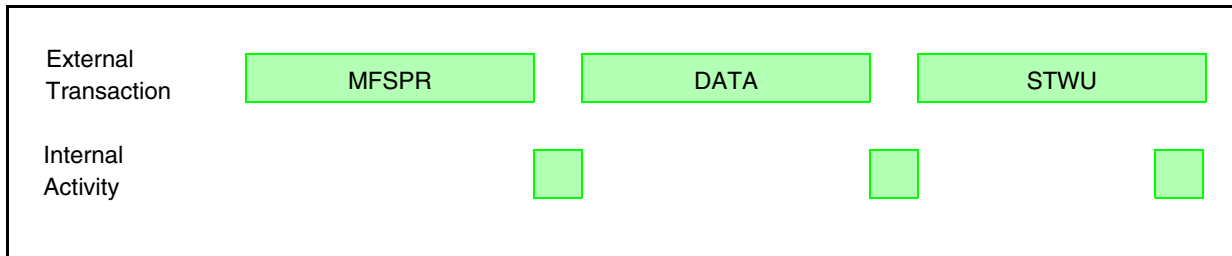 External
Transaction
MFSPR
DATA
STWU
Internal
Activity